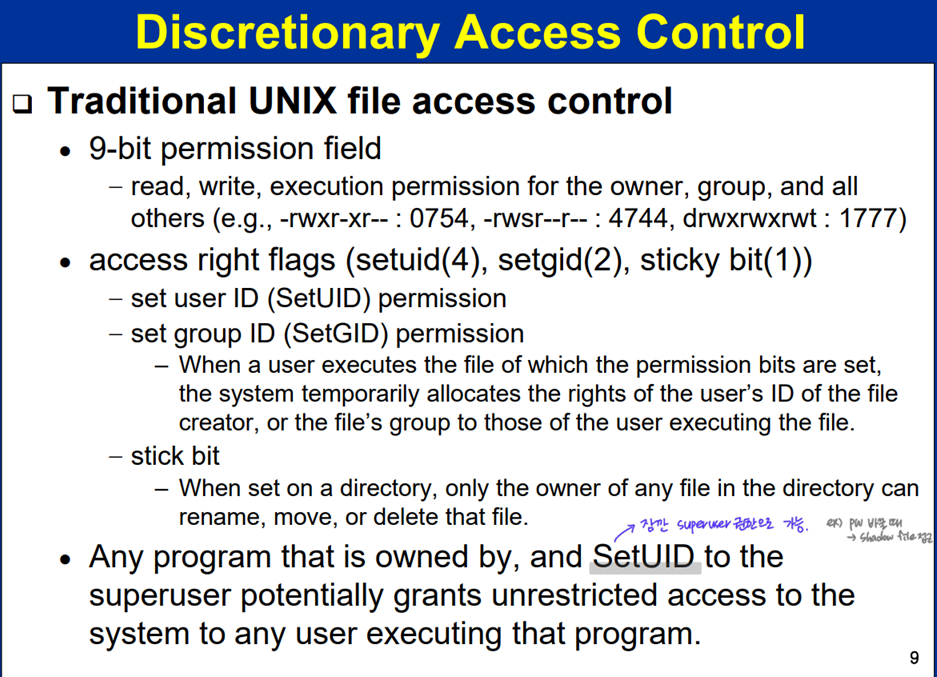 Discretionary Access Control
❑ Traditional UNIX file access control
• 9-bit permission field
– read, write, execution permission for the owner, group, and all
others (e.g., -rwxr-xr-- : 0754, -rwsr--r-- : 4744, drwxrwxrwt : 1777)
• access right flags (setuid(4), setgid(2), sticky bit(1))
– set user ID (SetUID) permission
– set group ID (SetGID) permission
– When a user executes the file of which the permission bits are set,
the system temporarily allocates the rights of the user's ID of the file
creator, or the file's group to those of the user executing the file.
– stick bit
– When set on a directory, only the owner of any file in the directory can
rename, move, or delete that file.
→ 잠깐 superuser 권한으로 가능.
ex) pw 바꿀 때
→ shadow file 접근
• Any program that is owned by, and SetUID to the
superuser potentially grants unrestricted access to the
system to any user executing that program.
9